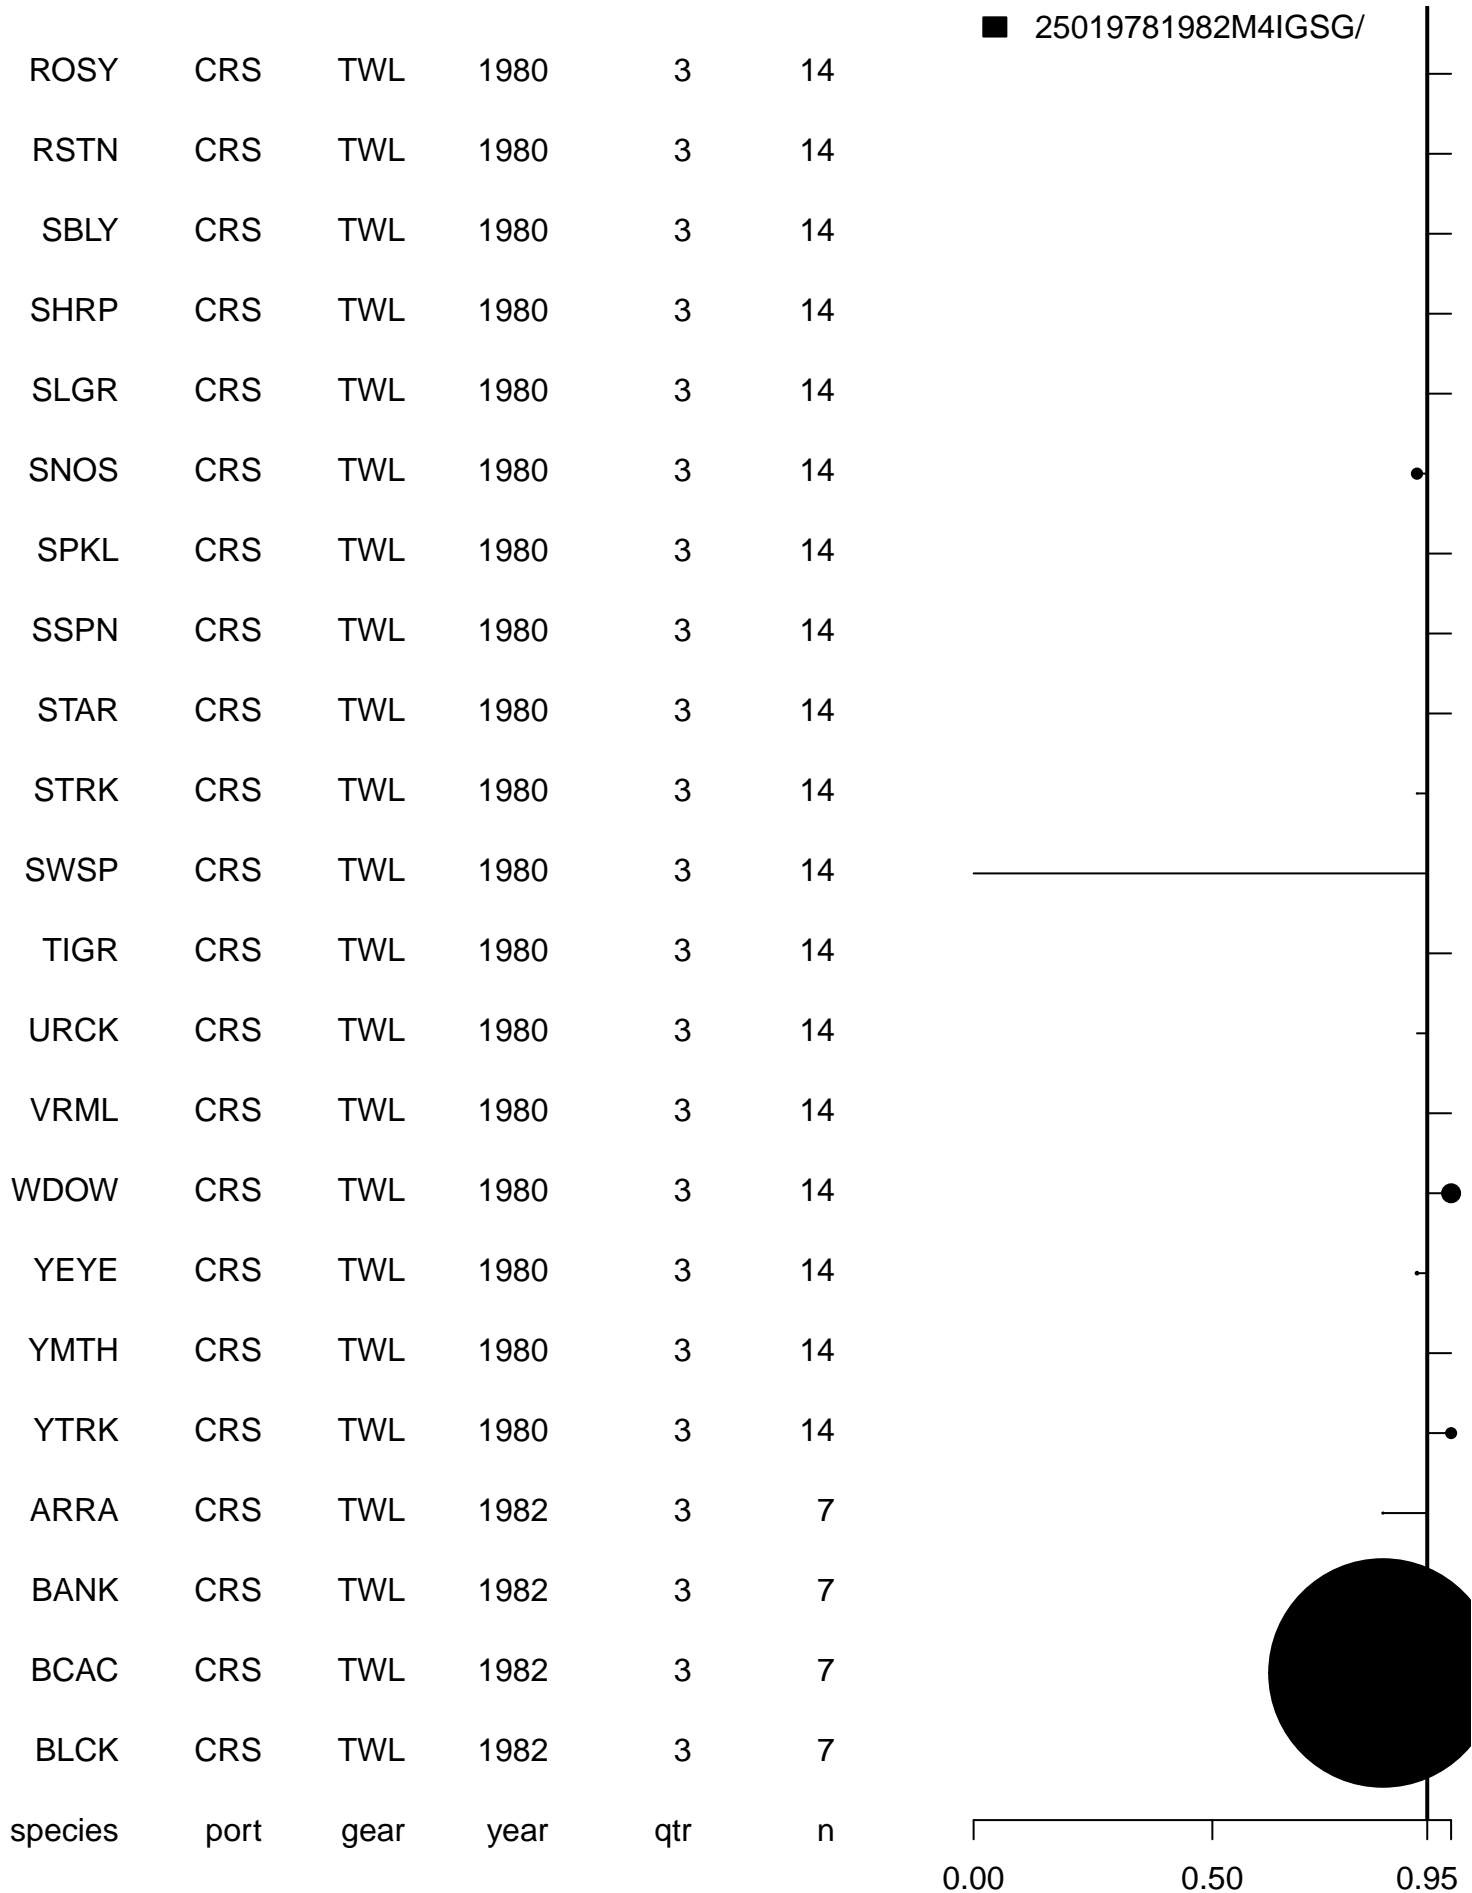 25019781982M4IGSG/
ROSY CRS TWL 1980 3 14
RSTN CRS TWL 1980 3 14
SBLY CRS TWL 1980 3 14
SHRP CRS TWL 1980 3 14
SLGR CRS TWL 1980 3 14
SNOS CRS TWL 1980 3 14
SPKL CRS TWL 1980 3 14
SSPN CRS TWL 1980 3 14
STAR CRS TWL 1980 3 14
STRK CRS TWL 1980 3 14
SWSP CRS TWL 1980 3 14
TIGR CRS TWL 1980 3 14
URCK CRS TWL 1980 3 14
VRML CRS TWL 1980 3 14
WDOW CRS TWL 1980 3 14
YEYE CRS TWL 1980 3 14
YMTH CRS TWL 1980 3 14
YTRK CRS TWL 1980 3 14
ARRA CRS TWL 1982 3 7
BANK CRS TWL 1982 3 7
BCAC CRS TWL 1982 3 7
BLCK CRS TWL 1982 3 7
species port gear year qtr n
0.00 0.50 0.95